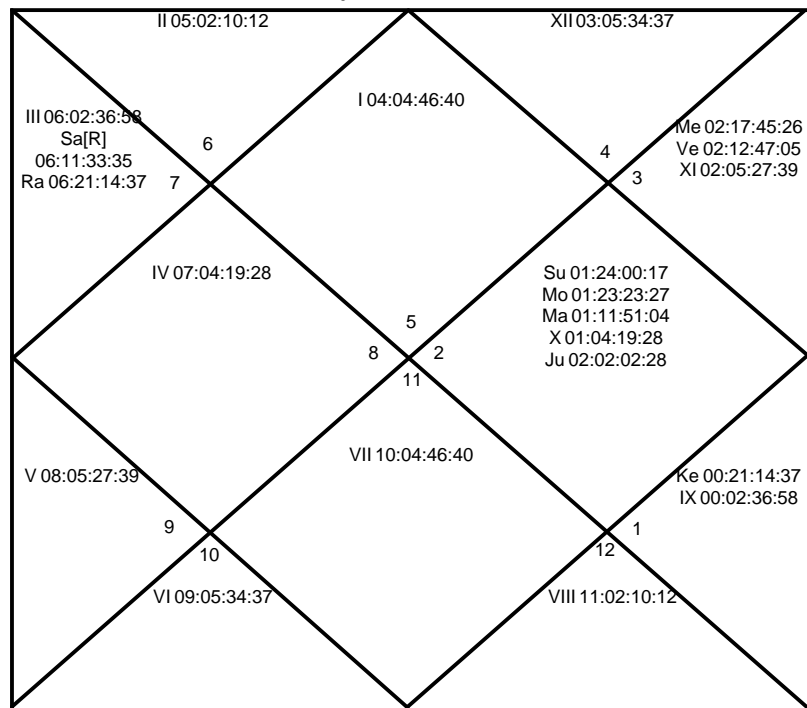 II 05:02:10:12
XII 03:05:34:37
I 04:04:46:40
III 06:02:36:58
Sa[R]
06:11:33:35
Ra 06:21:14:37
6
7
4
3
Me 02:17:45:26
Ve 02:12:47:05
XI 02:05:27:39
IV 07:04:19:28
Su 01:24:00:17
Mo 01:23:23:27
Ma 01:11:51:04
X 01:04:19:28
Ju 02:02:02:28
5
8
2
11
VII 10:04:46:40
V 08:05:27:39
Ke 00:21:14:37
IX 00:02:36:58
9
10
1
12
VI 09:05:34:37
VIII 11:02:10:12